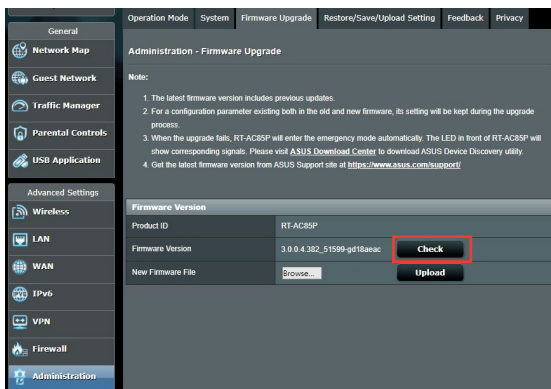 Operation Mode System Firmware Upgrade Restore/Save/Upload Setting Feedback Privacy
General
Network Map
Guest Network
Traffic Manager
Parental Controls
USB Application
Advanced Settings
Wireless
LAN
WAN
IPv6
VPN
Firewall
Administration
Administration - Firmware Upgrade
Note:
1. The latest firmware version includes previous updates.
2. For a configuration parameter existing both in the old and new firmware, its setting will be kept during the upgrade
process.
3. When the upgrade fails, RT-AC85P will enter the emergency mode automatically. The LED in front of RT-AC85P will
show corresponding signals. Please visit ASUS Download Center to download ASUS Device Discovery utility.
4. Get the latest firmware version from ASUS Support site at https://www.asus.com/support/
Firmware Version
Product ID RT-AC85P
Firmware Version 3.0.0.4.382_51599-gd18aeac Check
New Firmware File Browse... Upload